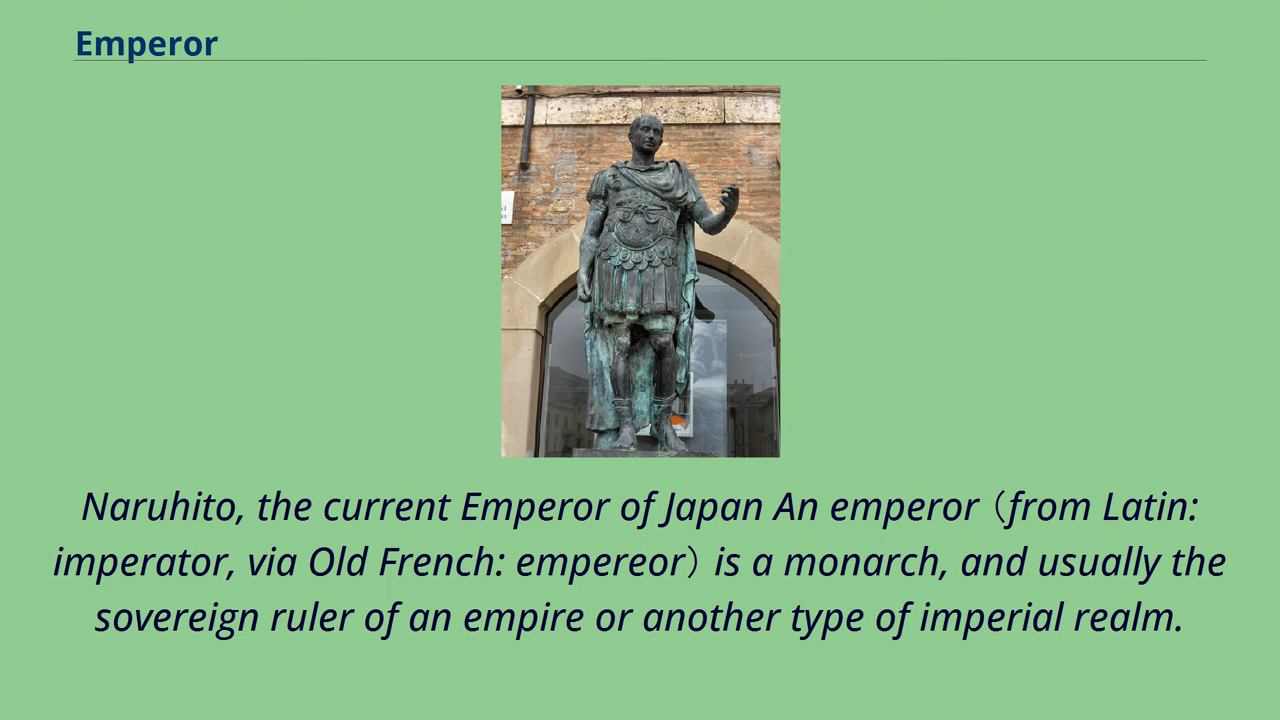 Emperor
Naruhito, the current Emperor of Japan An emperor（from Latin:
imperator, via Old French: empereor）is a monarch, and usually the
sovereign ruler of an empire or another type of imperial realm.